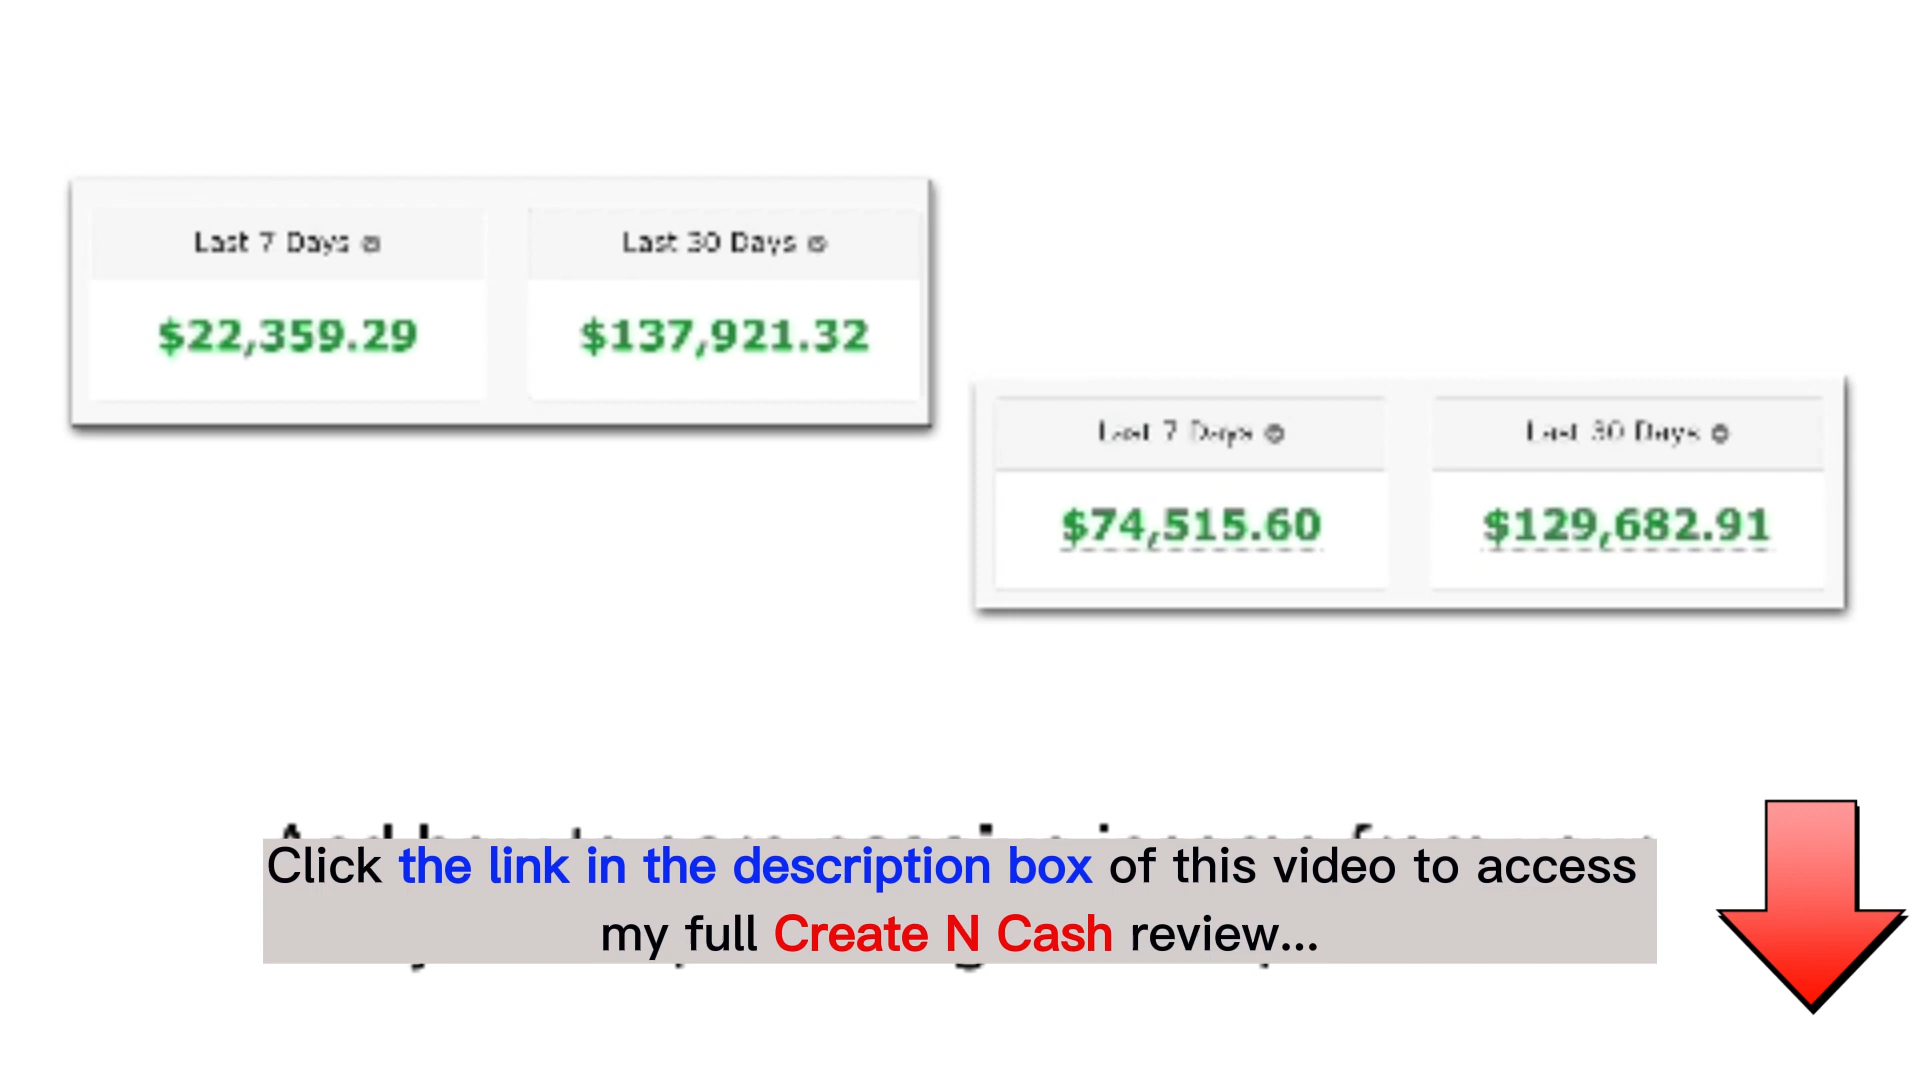 Last 7 Days
Last 30 Days
$22,359.29
$137,921.32
Last 7 Days
Last 30 Days
$74,515.60
$129,682.91
Click the link in the description box of this video to access
my full Create N Cash review...